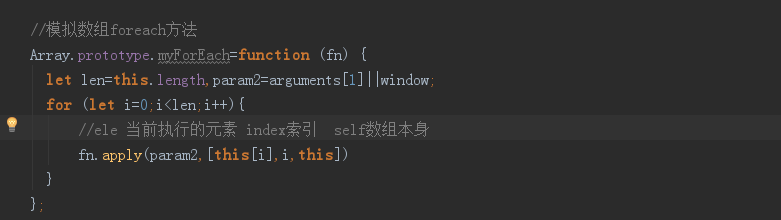 //模拟数组foreach方法
Array.prototype.myForEach=function (fn) {
let len=this.length,param2=arguments[1]||window;
for (let i=0;i<len;i++){
//ele 当前执行的元素 index索引  self数组本身
fn.apply(param2,[this[i],i,this])
}
};